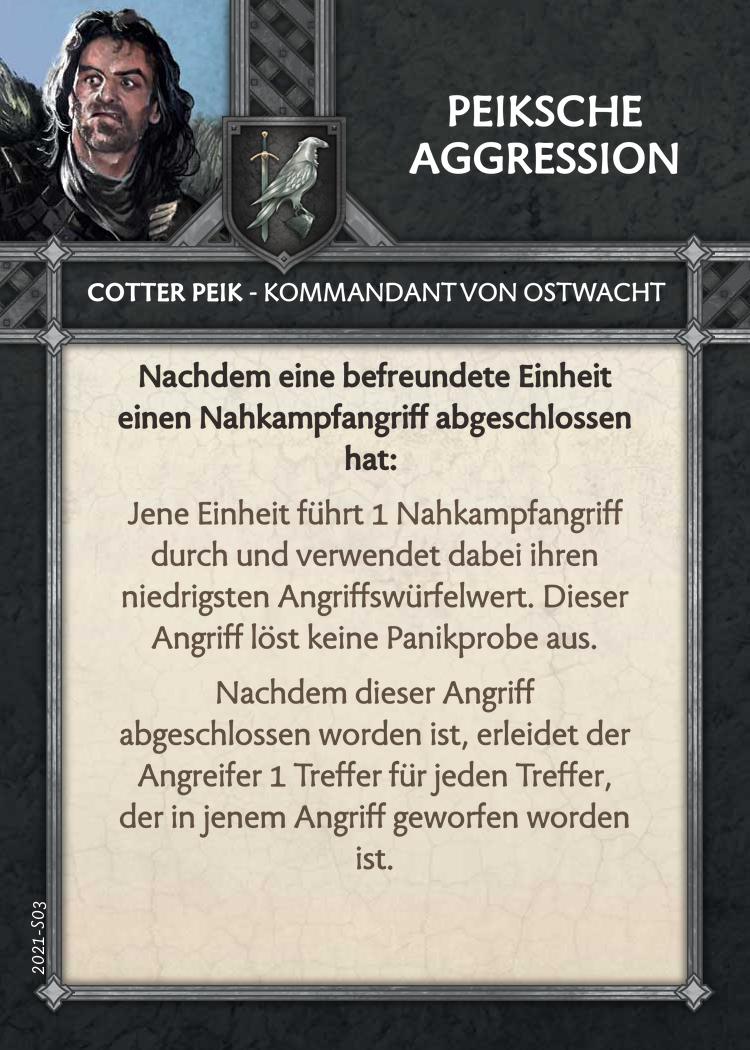 PEIKSCHE
AGGRESSION
COTTER PEIK - KOMMANDANT VON OSTWACHT
Nachdem eine befreundete Einheit
einen Nahkampfangriff abgeschlossen
hat:
Jene Einheit führt 1 Nahkampfangriff
durch und verwendet dabei ihren
niedrigsten Angriffswürfelwert. Dieser
Angriff löst keine Panikprobe aus.
Nachdem dieser Angriff
abgeschlossen worden ist, erleidet der
Angreifer 1 Treffer für jeden Treffer,
der in jenem Angriff geworfen worden
ist.
2021-S03